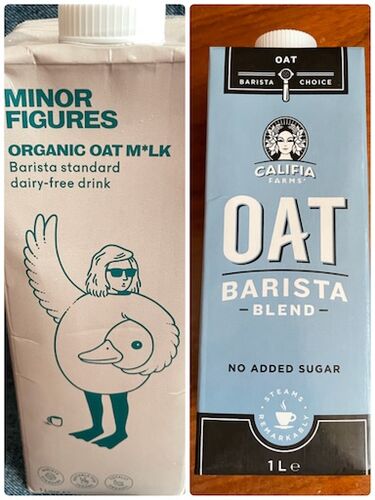 MINOR
FIGURES
ORGANIC OAT M*LK
Barista standard
dairy-free drink
OAT
BARISTA CHOICE
CALIFIA
FARMS
OAT
BARISTA
BLEND
NO ADDED SUGAR
STEAMS
REMARKABLY
1L℮